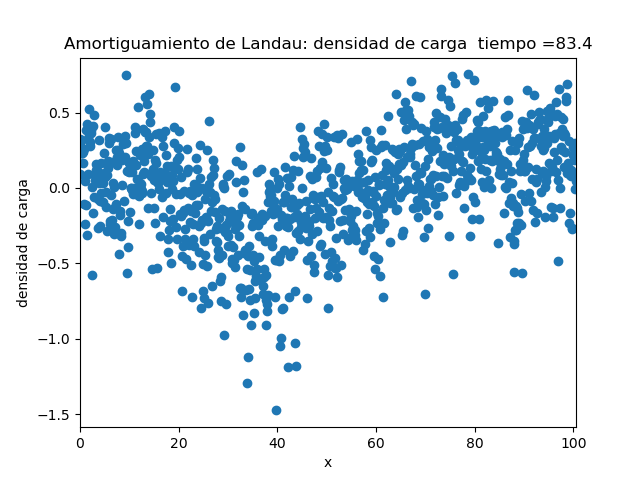 Amortiguamiento de Landau: densidad de carga  tiempo =83.4
densidad de carga
0.5
0.0
−0.5
−1.0
−1.5
0 20 40 60 80 100
x